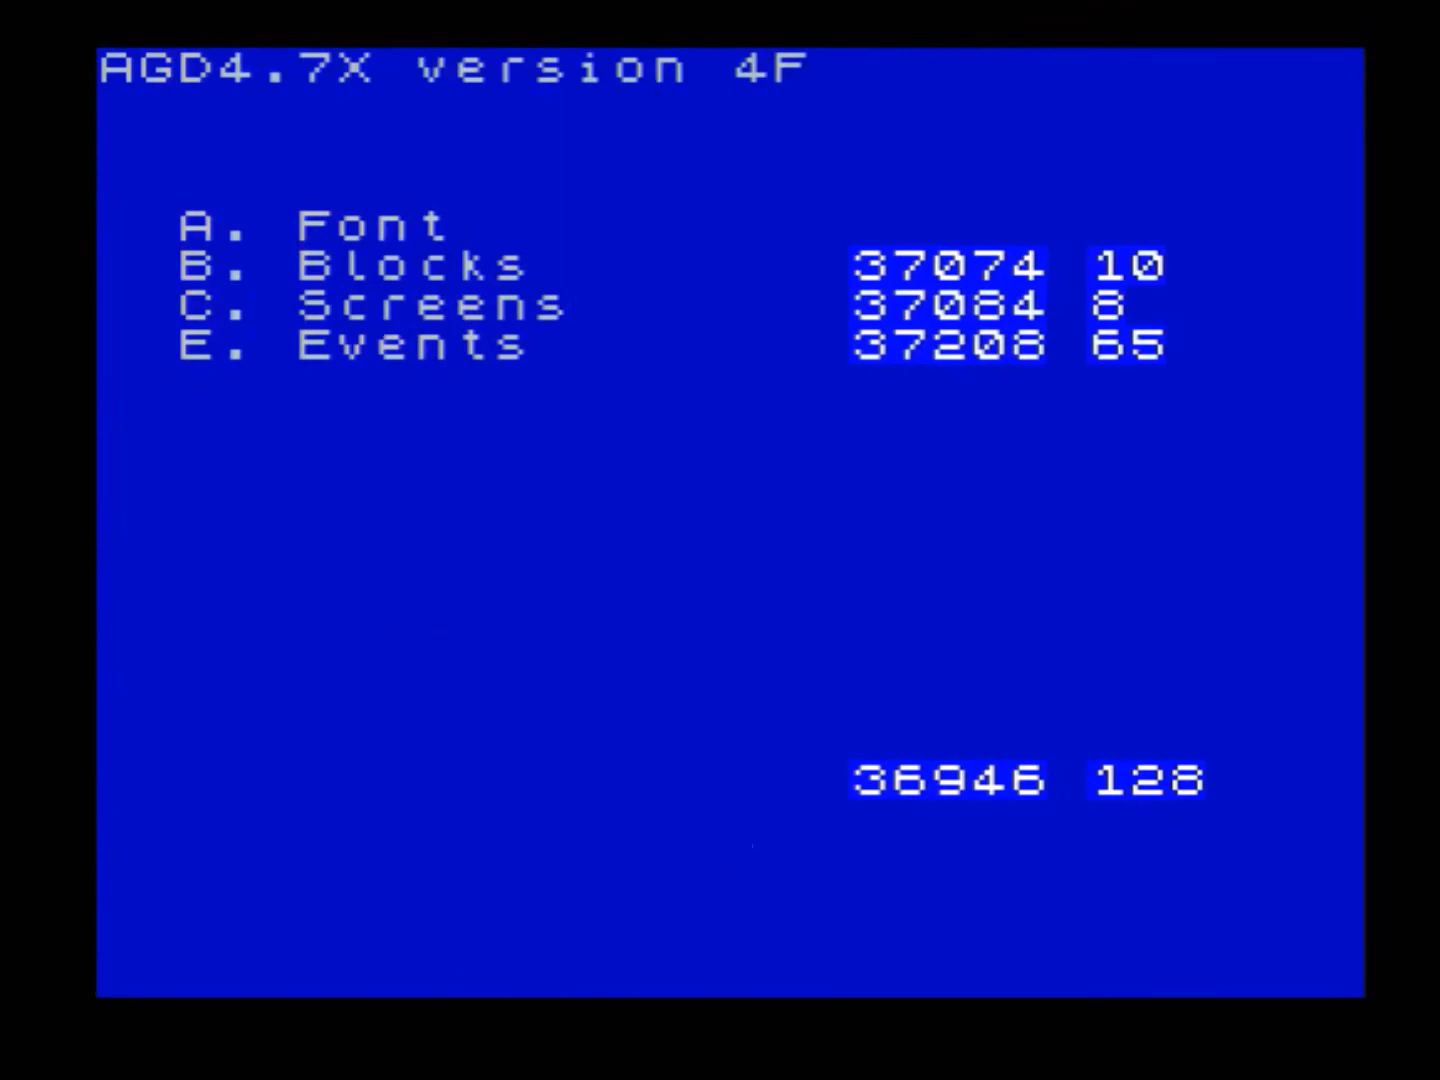 AGD4.7X version 4F
A. Font
B. Blocks 37074 10
C. Screens 37084 8
E. Events 37208 65
36946 128